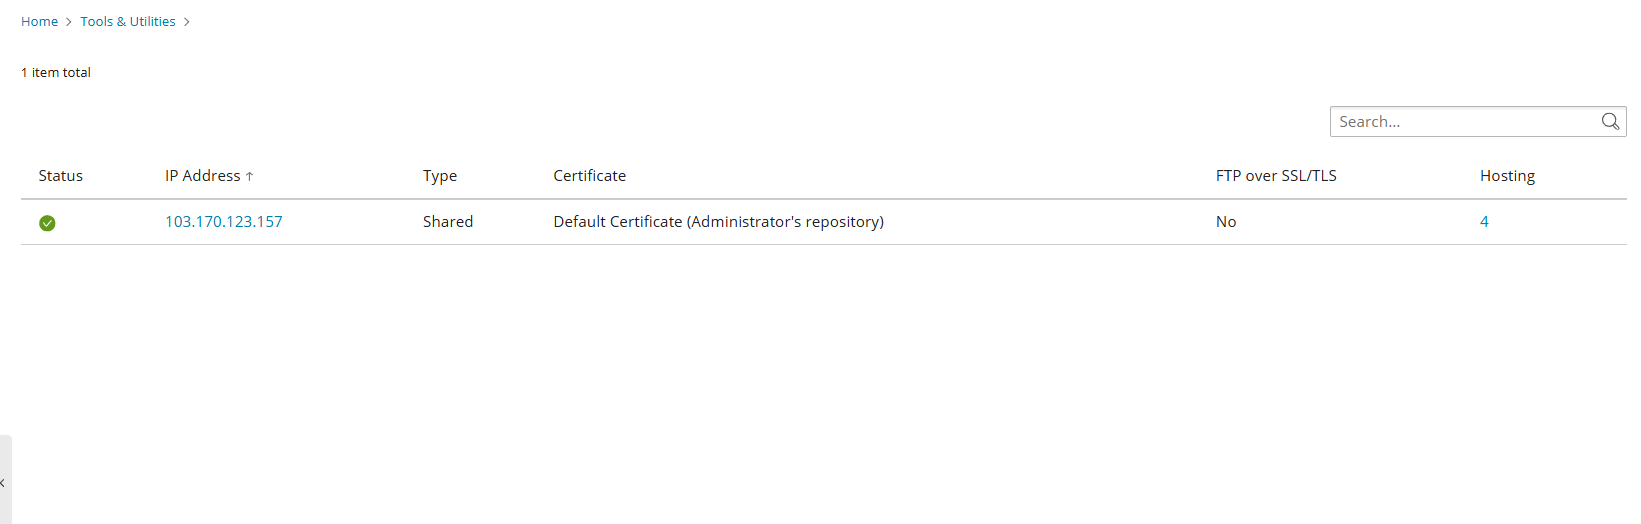 Home > Tools & Utilities >
1 item total
Search...
Status IP Address ↑ Type Certificate FTP over SSL/TLS Hosting
103.170.123.157 Shared Default Certificate (Administrator's repository) No 4